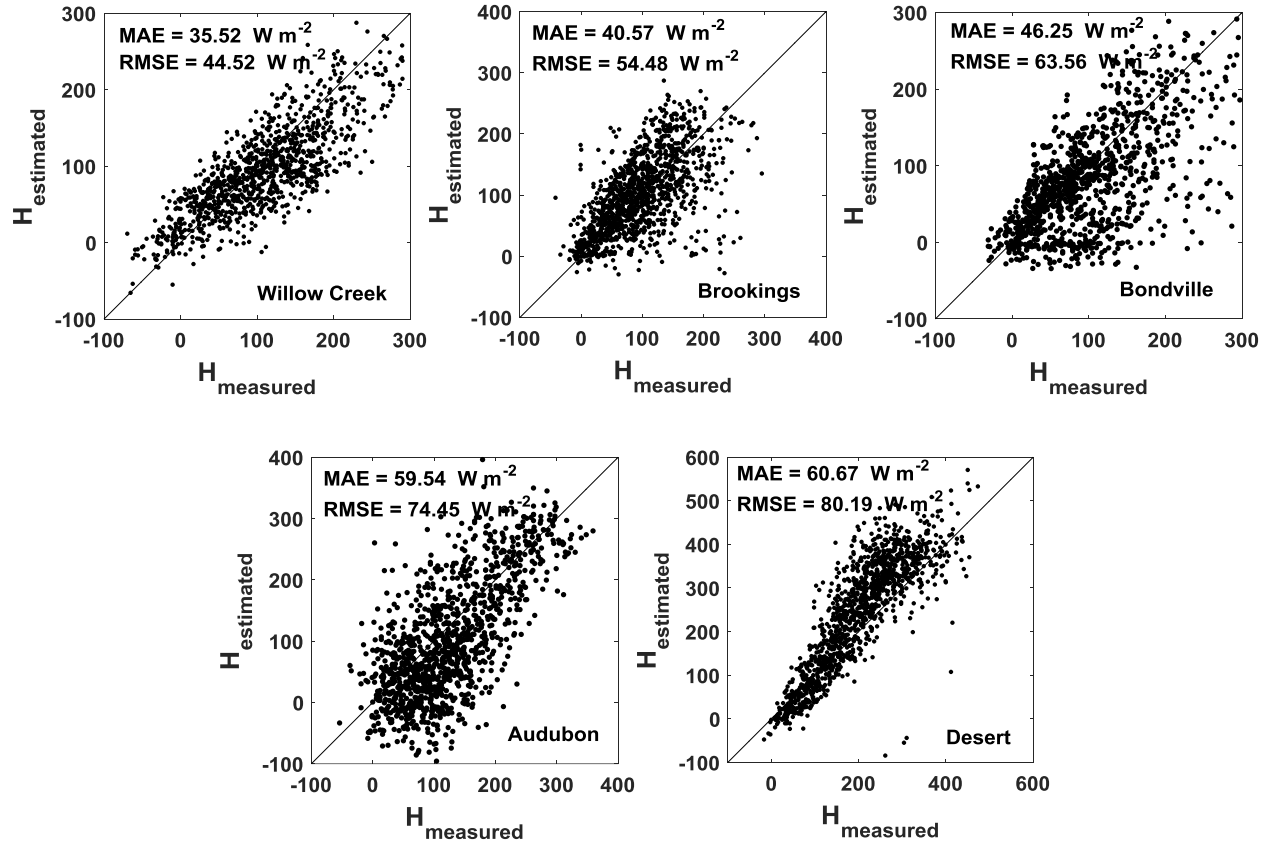 300
200
100
0
-100
-100 0 100 200 300
MAE = 35.52 W m-2
RMSE = 44.52 W m-2
Willow Creek
Hestimated
Hmeasured
400
300
200
100
0
-100
-100 0 100 200 300 400
MAE = 40.57 W m-2
RMSE = 54.48 W m-2
Brookings
Hestimated
Hmeasured
300
200
100
0
-100
-100 0 100 200 300
MAE = 46.25 W m-2
RMSE = 63.56 W m-2
Bondville
Hestimated
Hmeasured
400
300
200
100
0
-100
-100 0 100 200 300 400
MAE = 59.54 W m-2
RMSE = 74.45 W m-2
Audubon
Hestimated
Hmeasured
600
500
400
300
200
100
0
-100
0 200 400 600
MAE = 60.67 W m-2
RMSE = 80.19 W m-2
Desert
Hestimated
Hmeasured